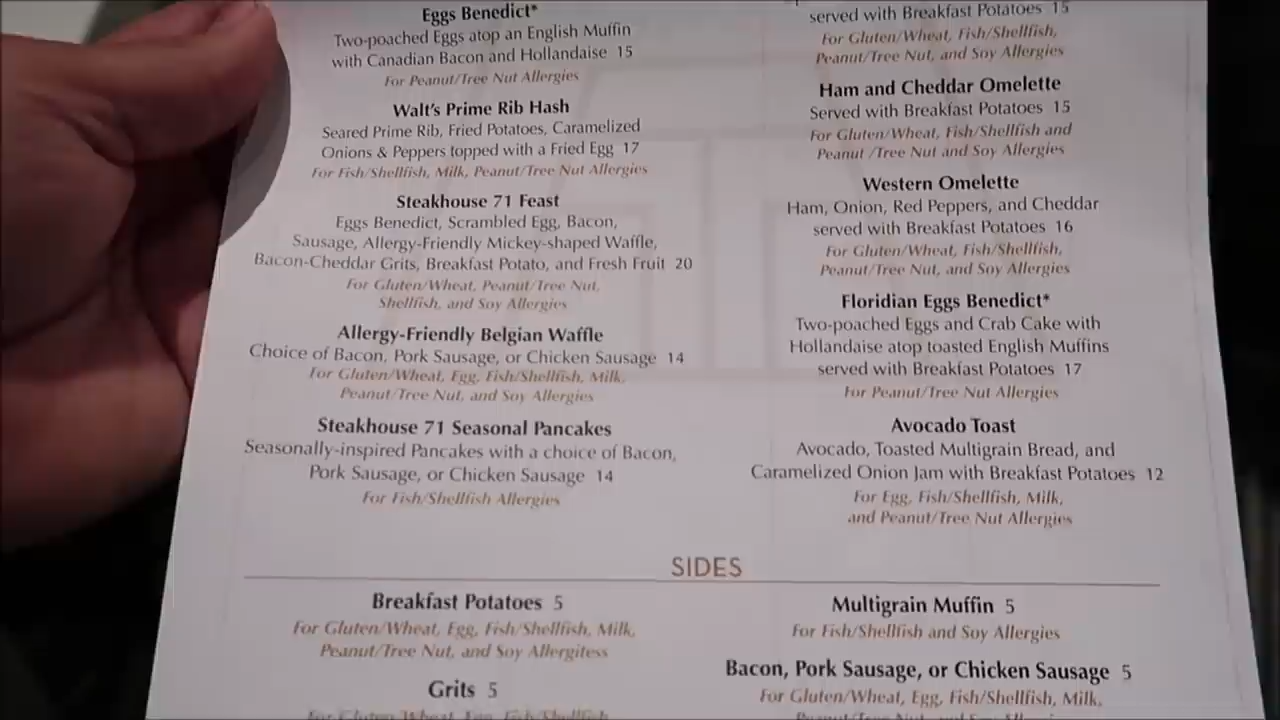 Eggs Benedict*
Two-poached Eggs atop an English Muffin
with Canadian Bacon and Hollandaise 15
For Peanut/Tree Nut Allergies
Walt's Prime Rib Hash
Seared Prime Rib, Fried Potatoes, Caramelized
Onions & Peppers topped with a Fried Egg 17
For Fish/Shellfish, Milk, Peanut/Tree Nut Allergies
Steakhouse 71 Feast
Eggs Benedict, Scrambled Egg, Bacon,
Sausage, Allergy-Friendly Mickey-shaped Waffle,
Bacon-Cheddar Grits, Breakfast Potato, and Fresh Fruit 20
For Gluten/Wheat, Peanut/Tree Nut,
Shellfish, and Soy Allergies
Allergy-Friendly Belgian Waffle
Choice of Bacon, Pork Sausage, or Chicken Sausage 14
For Gluten/Wheat, Egg, Fish/Shellfish, Milk,
Peanut/Tree Nut, and Soy Allergies
Steakhouse 71 Seasonal Pancakes
Seasonally-inspired Pancakes with a choice of Bacon,
Pork Sausage, or Chicken Sausage 14
For Fish/Shellfish Allergies
served with Breakfast Potatoes 15
For Gluten/Wheat, Fish/Shellfish,
Peanut/Tree Nut, and Soy Allergies
Ham and Cheddar Omelette
Served with Breakfast Potatoes 15
For Gluten/Wheat, Fish/Shellfish and
Peanut /Tree Nut and Soy Allergies
Western Omelette
Ham, Onion, Red Peppers, and Cheddar
served with Breakfast Potatoes 16
For Gluten/Wheat, Fish/Shellfish,
Peanut/Tree Nut, and Soy Allergies
Floridian Eggs Benedict*
Two-poached Eggs and Crab Cake with
Hollandaise atop toasted English Muffins
served with Breakfast Potatoes 17
For Peanut/Tree Nut Allergies
Avocado Toast
Avocado, Toasted Multigrain Bread, and
Caramelized Onion Jam with Breakfast Potatoes 12
For Egg, Fish/Shellfish, Milk,
and Peanut/Tree Nut Allergies
SIDES
Breakfast Potatoes 5
For Gluten/Wheat, Egg, Fish/Shellfish, Milk,
Peanut/Tree Nut, and Soy Allergitess
Grits 5
For Gluten/Wheat, Egg, Fish/Shellfish,
Multigrain Muffin 5
For Fish/Shellfish and Soy Allergies
Bacon, Pork Sausage, or Chicken Sausage 5
For Gluten/Wheat, Egg, Fish/Shellfish, Milk,
Peanut/Tree Nut, and Soy Allergies